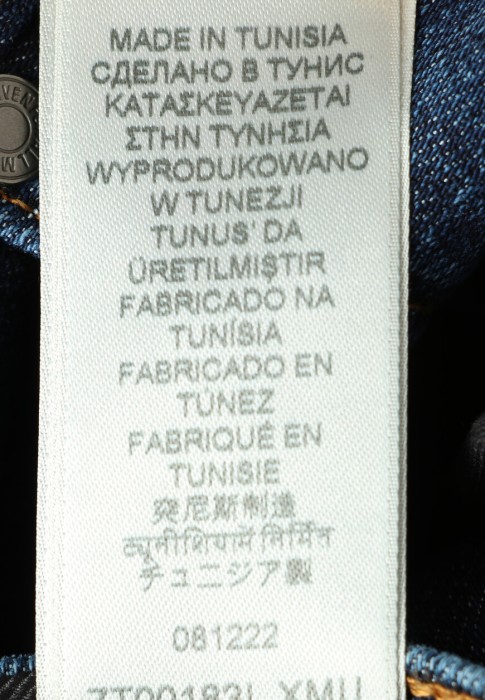 MADE IN TUNISIA
СДЕЛАНО В ТУНИС
ΚΑΤΑΣΚΕΥΑΖΕΤΑΙ
ΣΤΗΝ ΤΥΝΗΣΙΑ
WYPRODUKOWANO
W TUNEZJI
TUNUS' DA
ÜRETILMIŞTIR
FABRICADO NA
TUNÍSIA
FABRICADO EN
TÚNEZ
FABRIQUÉ EN
TUNISIE
突尼斯制造
ट्यूनीशियामें निर्मित
チュニジア製
081222